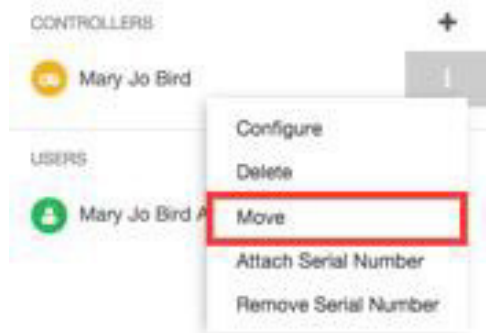 CONTROLLERS
Mary Jo Bird
Configure
USERS
Delete
Mary Jo Bird A
Move
Attach Serial Number
Remove Serial Number